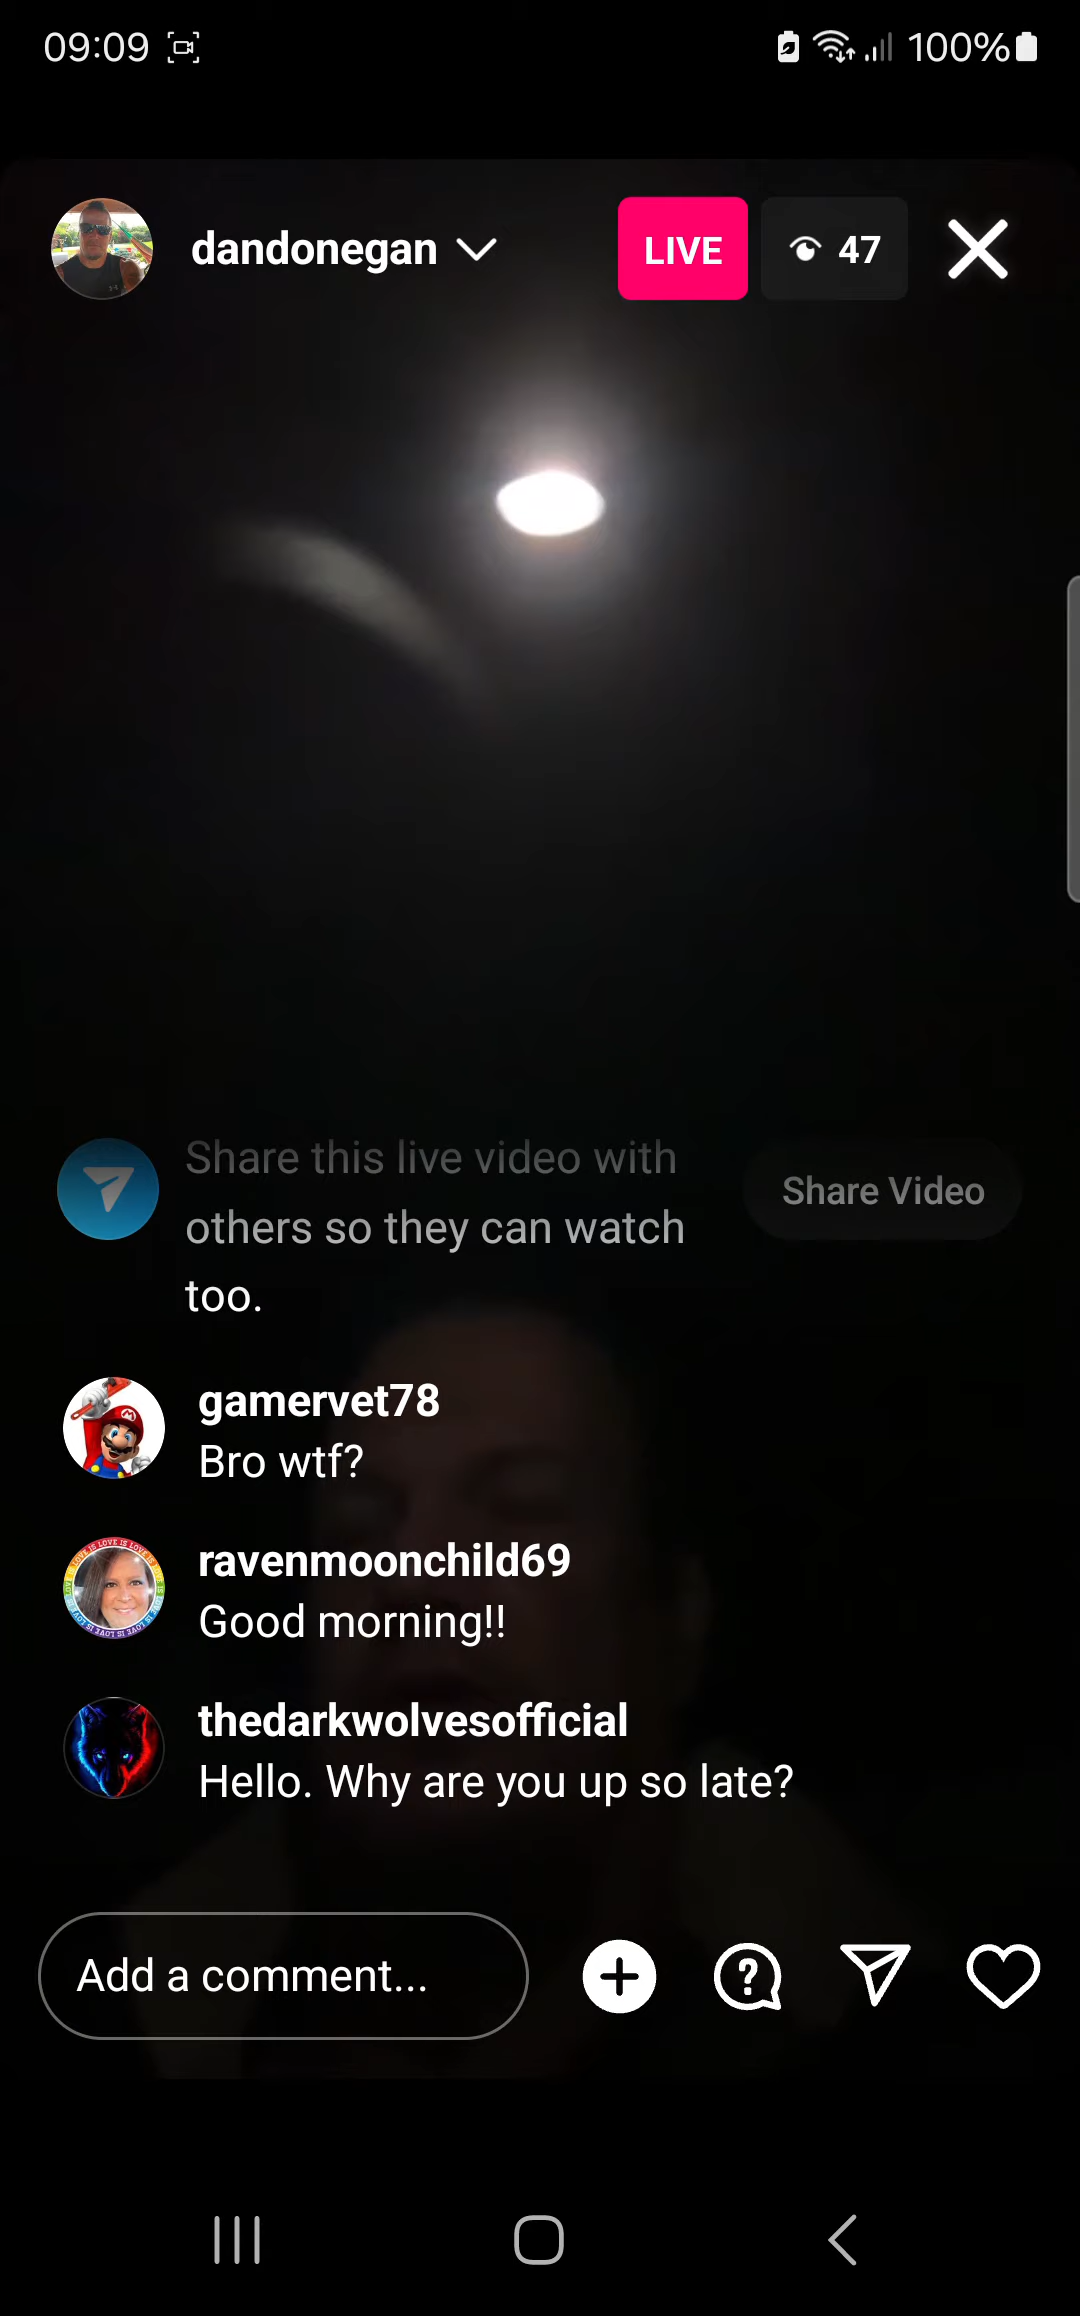 09:09
100%
dandonegan
LIVE
47
Share this live video with
others so they can watch
too.
Share Video
gamervet78
Bro wtf?
ravenmoonchild69
Good morning!!
thedarkwolvesofficial
Hello. Why are you up so late?
Add a comment...